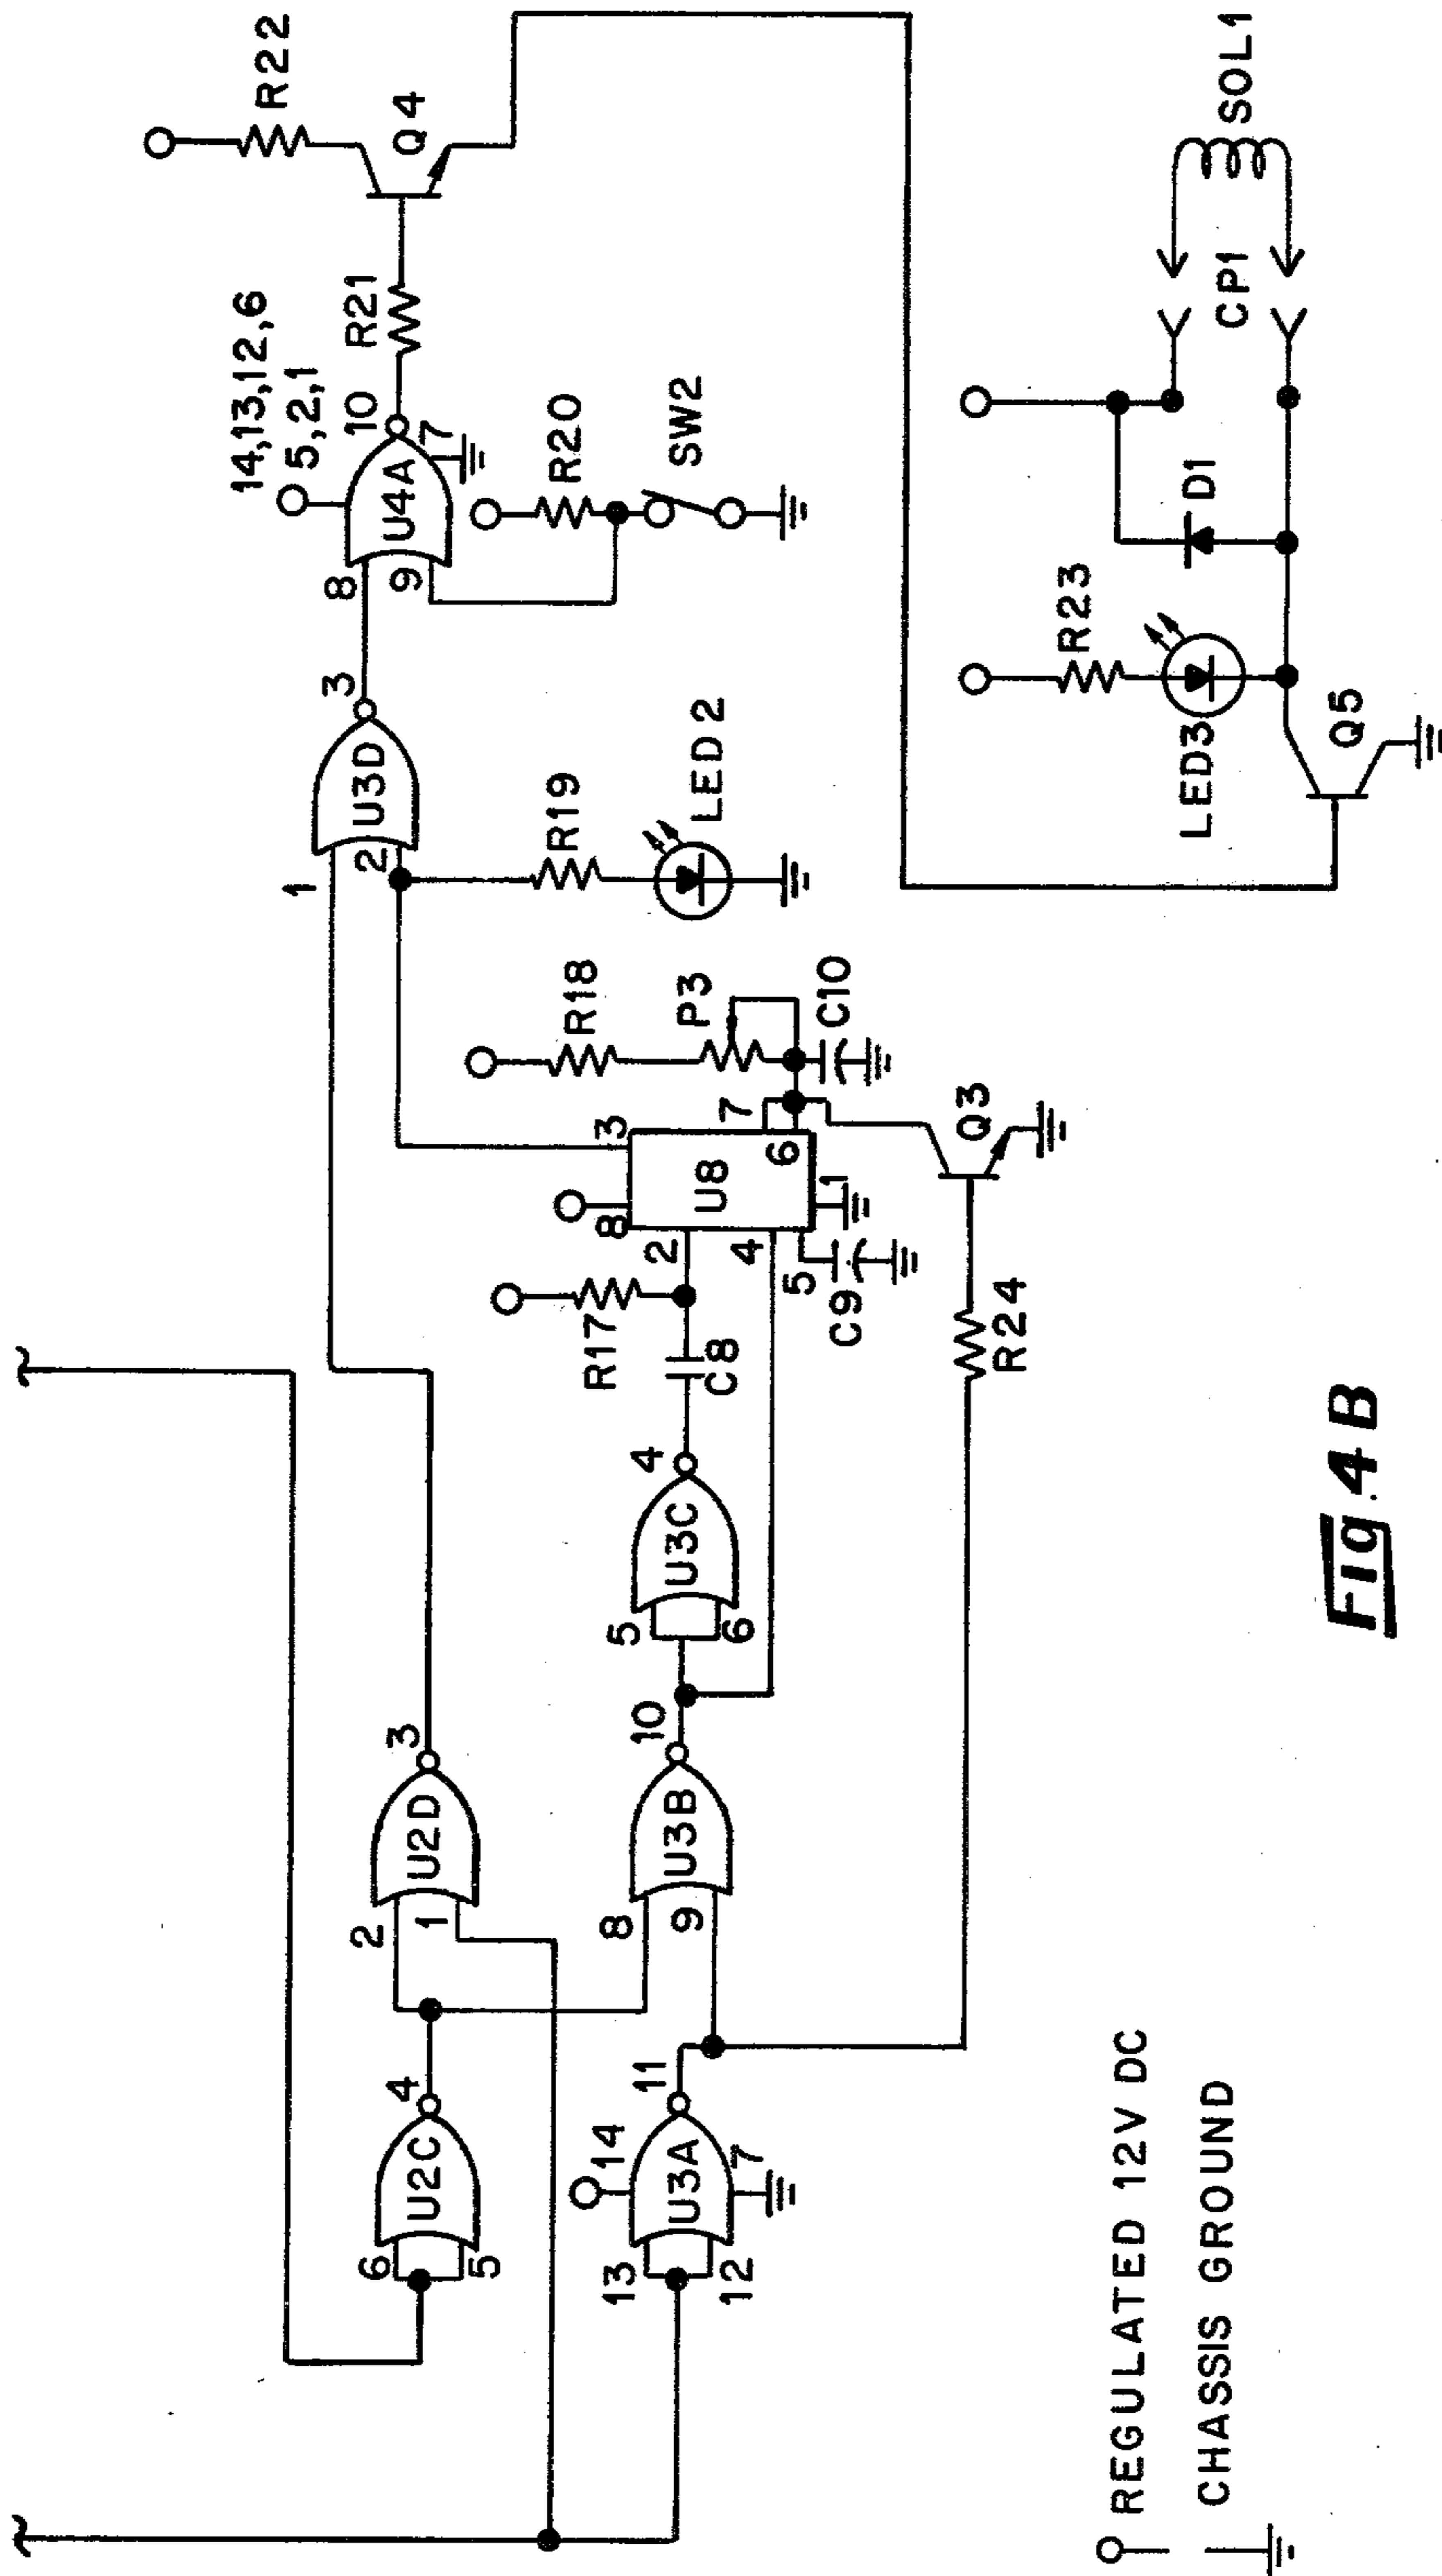 R22
Q4
14,13,12,6
5,2,1
R21
10
U4A
7
8
9
R20
SW2
3
U3D
1
2
R19
LED 2
R18
P3
C10
3
7
6
8
U8
1
2
4
5
R17
C8
C9
Q3
R24
4
U3C
5
6
3
U2D
2
1
10
U3B
8
9
4
U2C
6
5
14
11
U3A
7
13
12
SOL1
CP1
D1
R23
LED3
Q5
REGULATED 12V DC
CHASSIS GROUND
Fig. 4B